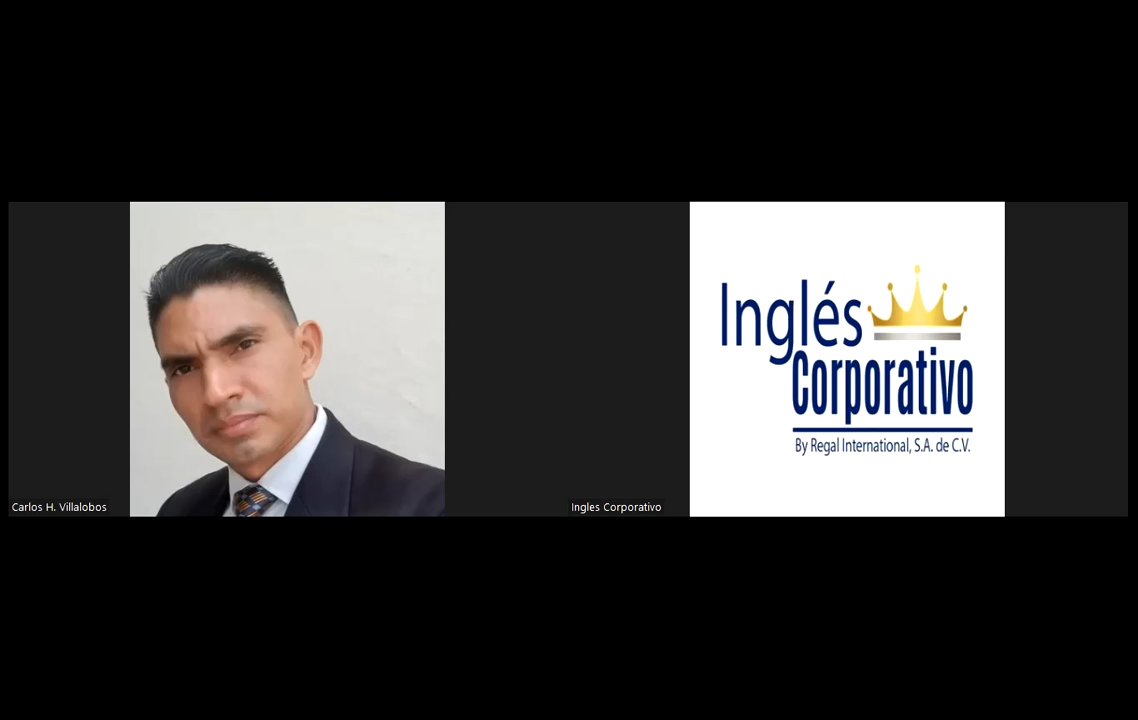 Inglés
Corporativo
By Regal International, S.A. de C.V.
Carlos H. Villalobos
Ingles Corporativo